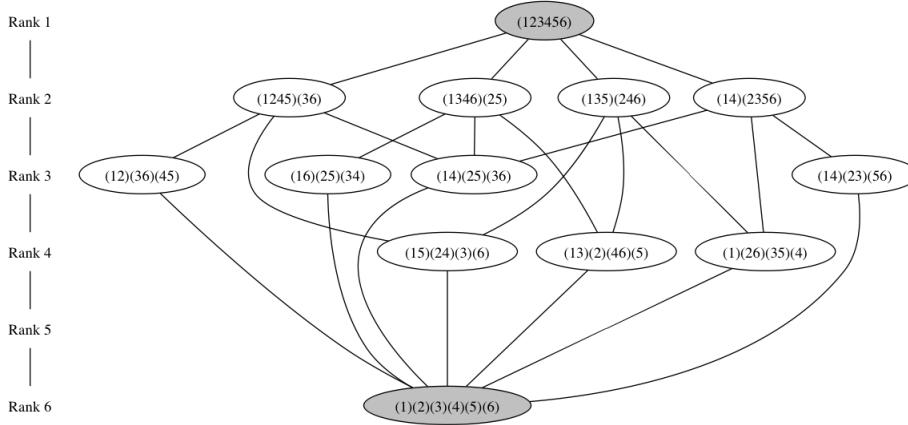 Rank 1 (123456)
Rank 2 (1245)(36) (1346)(25) (135)(246) (14)(2356)
Rank 3 (12)(36)(45) (16)(25)(34) (14)(25)(36) (14)(23)(56)
Rank 4 (15)(24)(3)(6) (13)(2)(46)(5) (1)(26)(35)(4)
Rank 5
Rank 6 (1)(2)(3)(4)(5)(6)